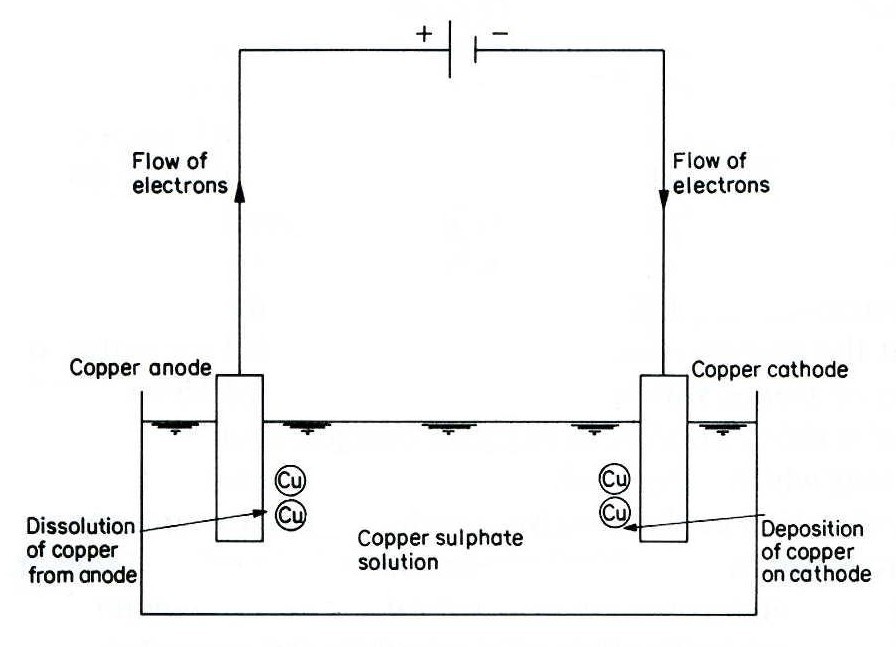 + −
Flow of
electrons
Flow of
electrons
Copper anode
Copper cathode
Cu
Cu
Cu
Cu
Dissolution
of copper
from anode
Copper sulphate
solution
Deposition
of copper
on cathode